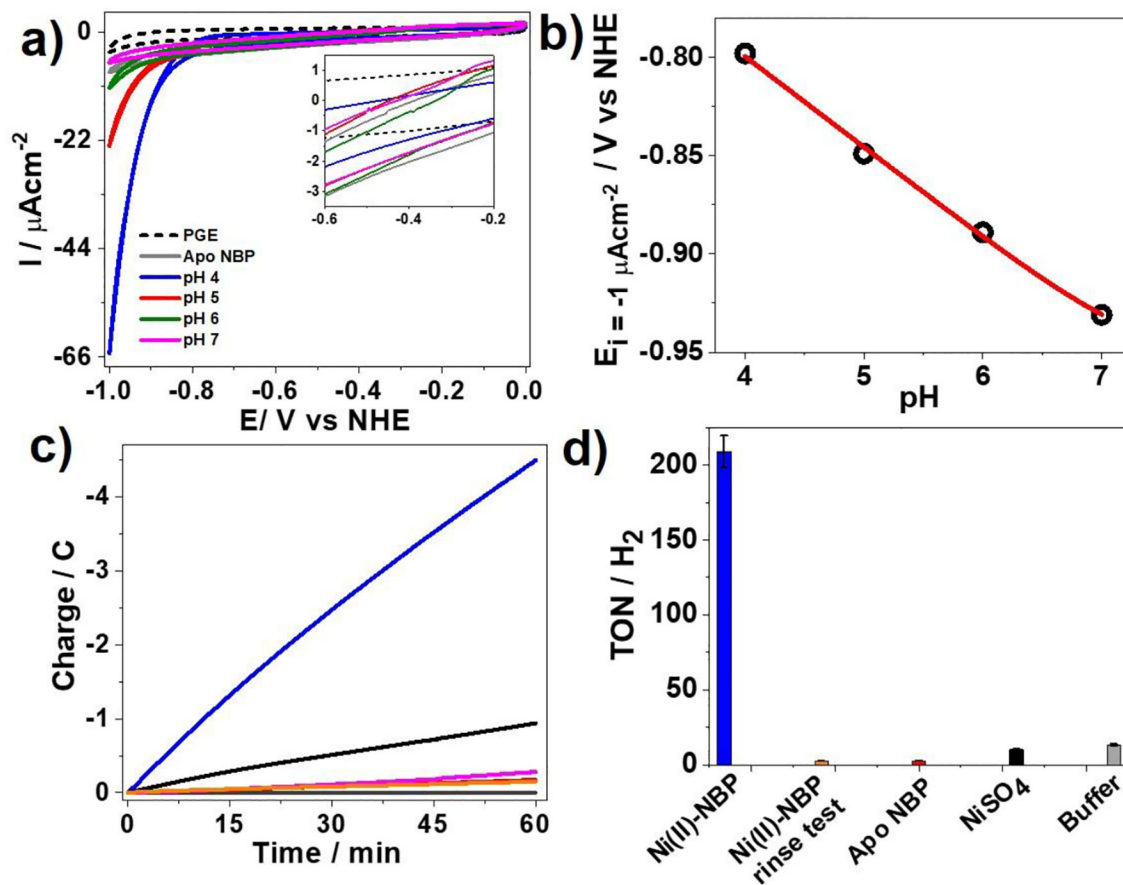 a)
I / μAcm-2
0
-22
-44
-66
-1.0 -0.8 -0.6 -0.4 -0.2 0.0
E/ V vs NHE
PGE
Apo NBP
pH 4
pH 5
pH 6
pH 7
1
0
-1
-2
-3
-0.6 -0.4 -0.2
b)
Ei = -1 μAcm-2 / V vs NHE
-0.80
-0.85
-0.90
-0.95
4 5 6 7
pH
c)
Charge / C
-4
-3
-2
-1
0
0 15 30 45 60
Time / min
d)
TON / H2
200
150
100
50
0
Ni(II)-NBP
Ni(II)-NBP
rinse test
Apo NBP
NiSO4
Buffer